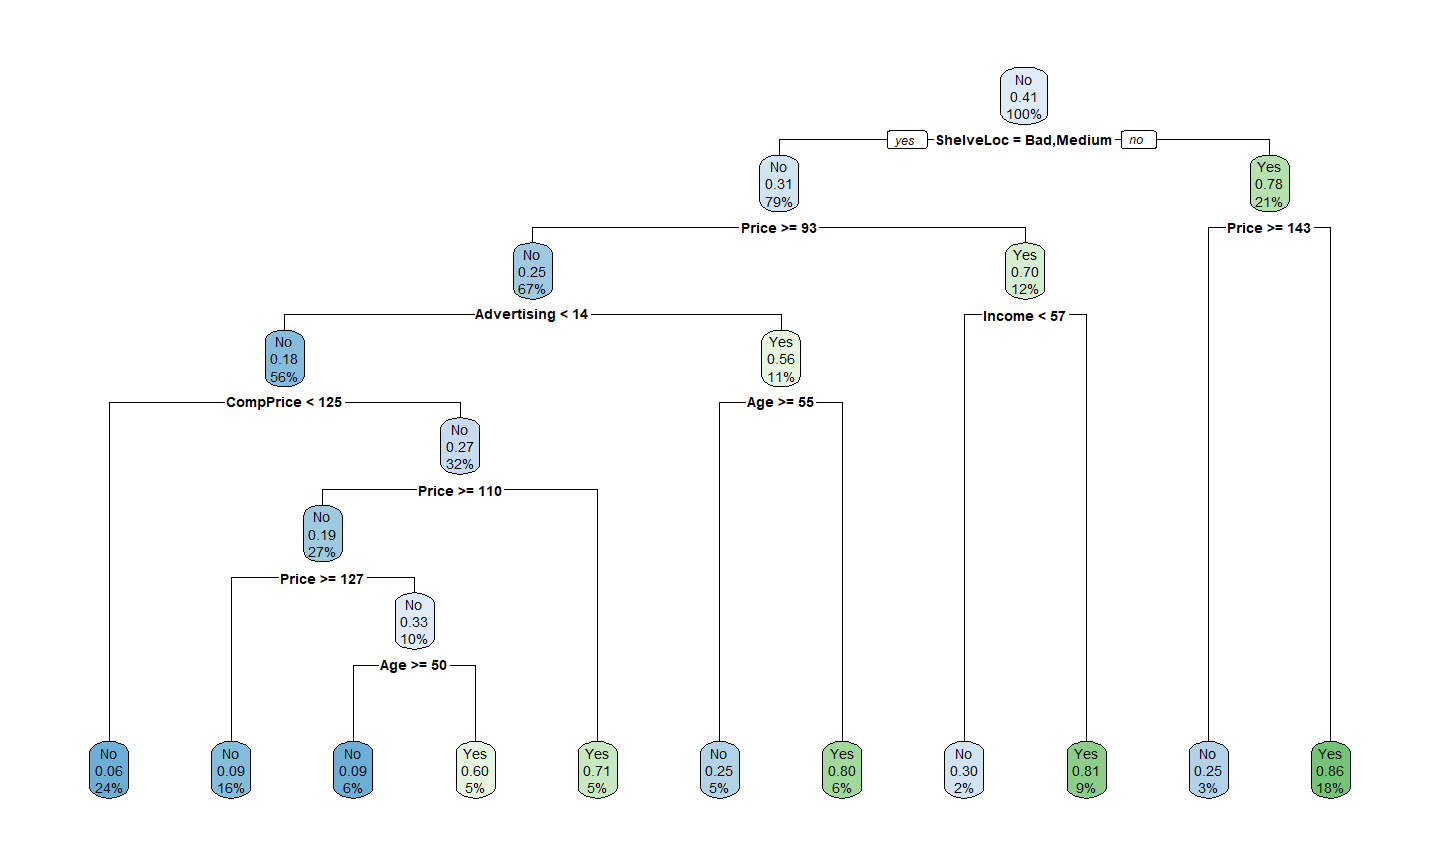 No
0.41
100%
yes ShelveLoc = Bad,Medium no
No
0.31
79%
Yes
0.78
21%
Price >= 93
Price >= 143
No
0.25
67%
Yes
0.70
12%
Advertising < 14
Income < 57
No
0.18
56%
Yes
0.56
11%
CompPrice < 125
Age >= 55
No
0.27
32%
Price >= 110
No
0.19
27%
Price >= 127
No
0.33
10%
Age >= 50
No
0.06
24%
No
0.09
16%
No
0.09
6%
Yes
0.60
5%
Yes
0.71
5%
No
0.25
5%
Yes
0.80
6%
No
0.30
2%
Yes
0.81
9%
No
0.25
3%
Yes
0.86
18%